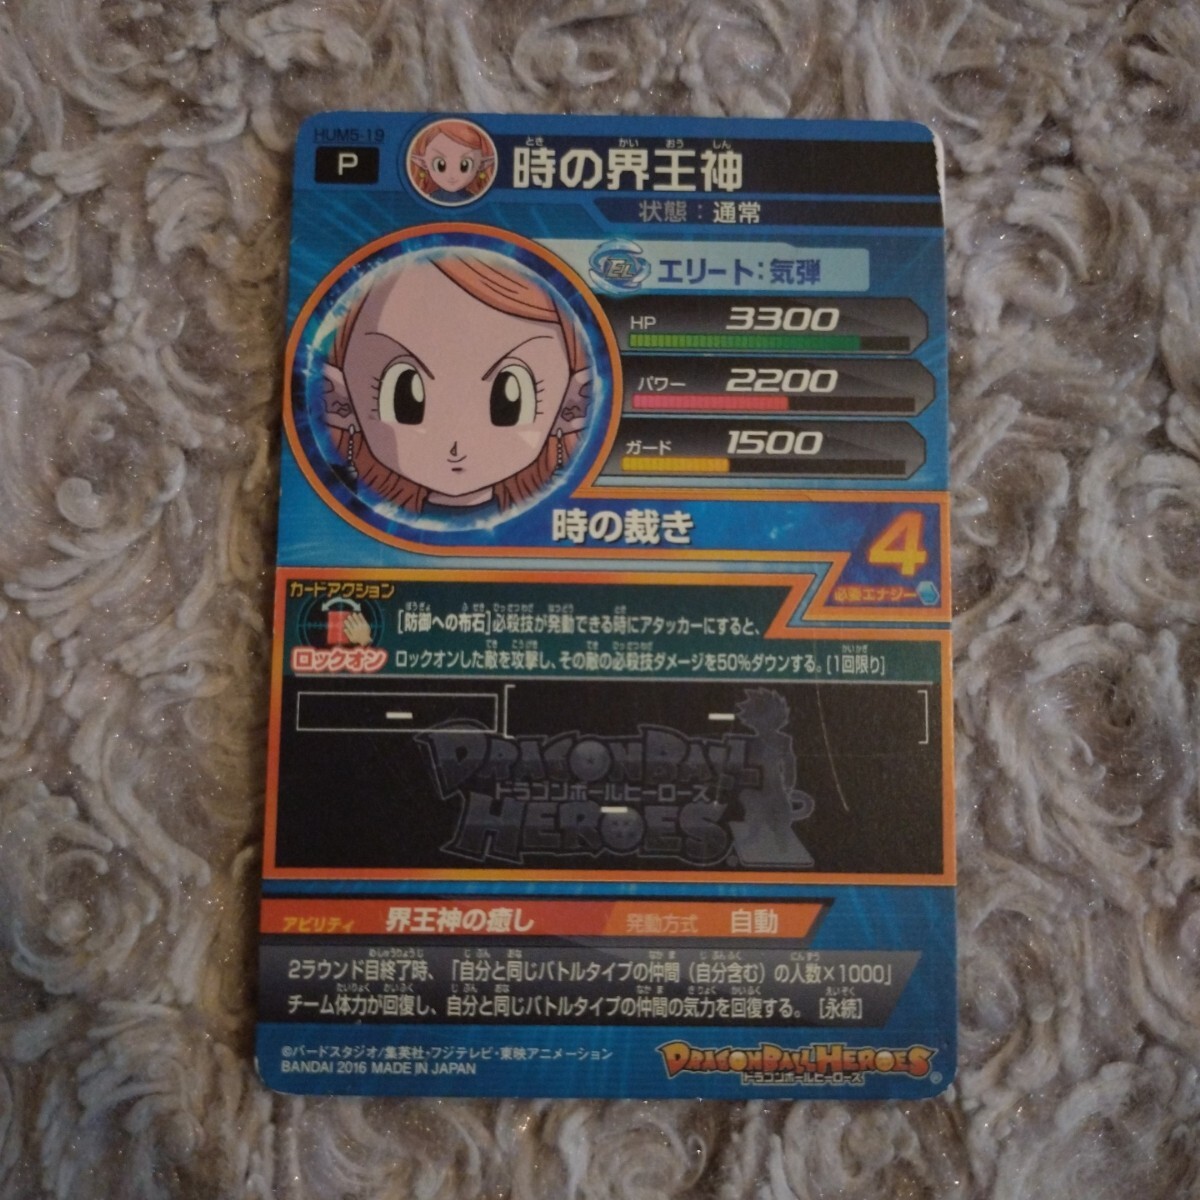 HUM5-19
P
時の界王神
とき かいおうしん
状態：通常
エリート：気弾
HP 3300
パワー 2200
ガード 1500
時の裁き
4
必要エナジー
カードアクション
ロックオン
[防御への布石]必殺技が発動できる時にアタッカーにすると、
ロックオンした敵を攻撃し、その敵の必殺技ダメージを50%ダウンする。[1回限り]
DRAGONBALL
ドラゴンボールヒーローズ
HEROES
アビリティ 界王神の癒し 発動方式 自動
2ラウンド目終了時、「自分と同じバトルタイプの仲間（自分含む）の人数×1000」
チーム体力が回復し、自分と同じバトルタイプの仲間の気力を回復する。[永続]
©バードスタジオ/集英社・フジテレビ・東映アニメーション
BANDAI 2016 MADE IN JAPAN
DRAGONBALL HEROES
ドラゴンボールヒーローズ